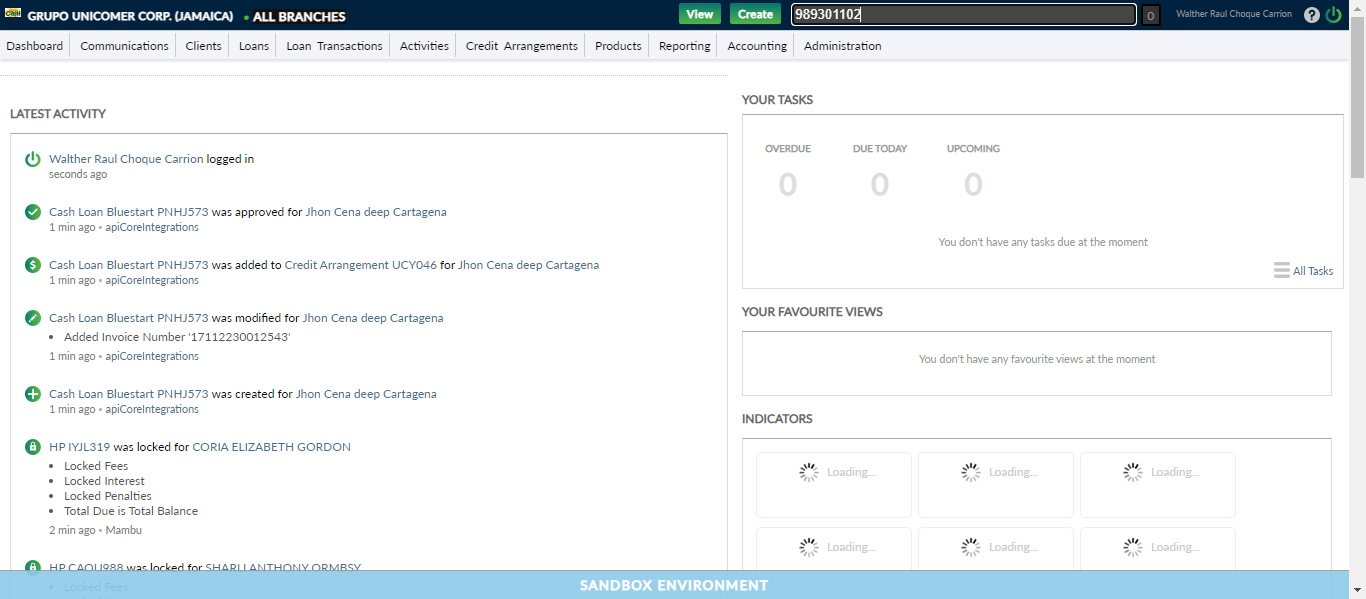 GRUPO UNICOMER CORP. (JAMAICA) • ALL BRANCHES
View Create 989301102 0 Walther Raul Choque Carrion ?
Dashboard Communications Clients Loans Loan Transactions Activities Credit Arrangements Products Reporting Accounting Administration
LATEST ACTIVITY
Walther Raul Choque Carrion logged in
seconds ago
Cash Loan Bluestart PNHJ573 was approved for Jhon Cena deep Cartagena
1 min ago • apiCoreIntegrations
Cash Loan Bluestart PNHJ573 was added to Credit Arrangement UCY046 for Jhon Cena deep Cartagena
1 min ago • apiCoreIntegrations
Cash Loan Bluestart PNHJ573 was modified for Jhon Cena deep Cartagena
• Added Invoice Number '17112230012543'
1 min ago • apiCoreIntegrations
Cash Loan Bluestart PNHJ573 was created for Jhon Cena deep Cartagena
1 min ago • apiCoreIntegrations
HP IYJL319 was locked for CORIA ELIZABETH GORDON
• Locked Fees
• Locked Interest
• Locked Penalties
• Total Due is Total Balance
2 min ago • Mambu
HP CAOU988 was locked for SHARU ANTHONY ORMBSY
• Locked Fees
YOUR TASKS
OVERDUE DUE TODAY UPCOMING
0 0 0
You don't have any tasks due at the moment
All Tasks
YOUR FAVOURITE VIEWS
You don't have any favourite views at the moment
INDICATORS
Loading... Loading... Loading...
Loading... Loading... Loading...
SANDBOX ENVIRONMENT